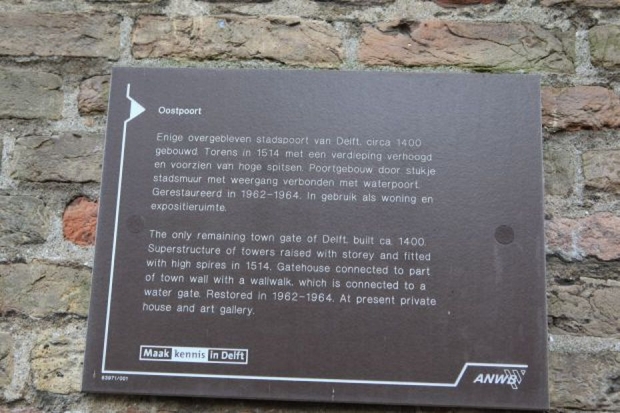 Oostpoort
Enige overgebleven stadspoort van Delft, circa 1400
gebouwd. Torens in 1514 met een verdieping verhoogd
en voorzien van hoge spitsen. Poortgebouw door stukje
stadsmuur met weergang verbonden met waterpoort.
Gerestaureerd in 1962-1964. In gebruik als woning en
expositieruimte.
The only remaining town gate of Delft, built ca. 1400.
Superstructure of towers raised with storey and fitted
with high spires in 1514. Gatehouse connected to part
of town wall with a wallwalk, which is connected to a
water gate. Restored in 1962-1964. At present private
house and art gallery.
Maak kennis in Delft
83971/001
ANWB